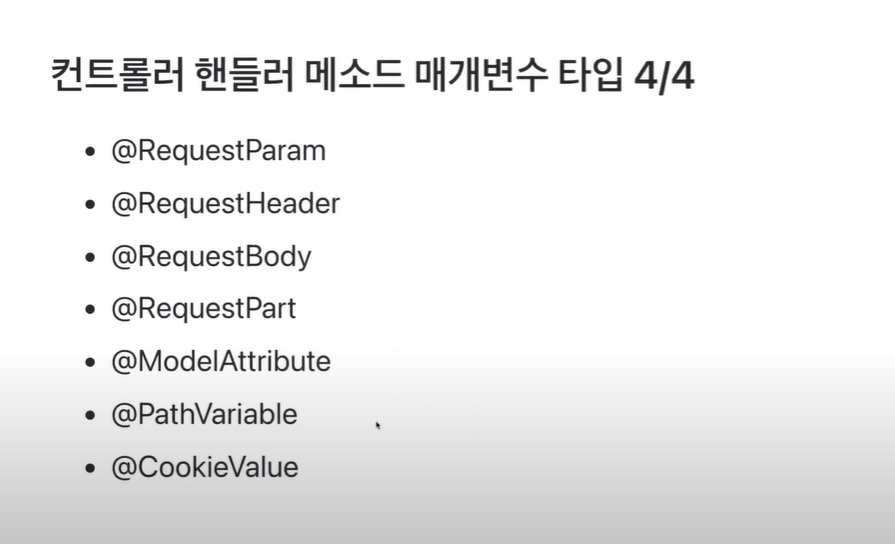 컨트롤러 핸들러 메소드 매개변수 타입 4/4
• @RequestParam
• @RequestHeader
• @RequestBody
• @RequestPart
• @ModelAttribute
• @PathVariable
• @CookieValue